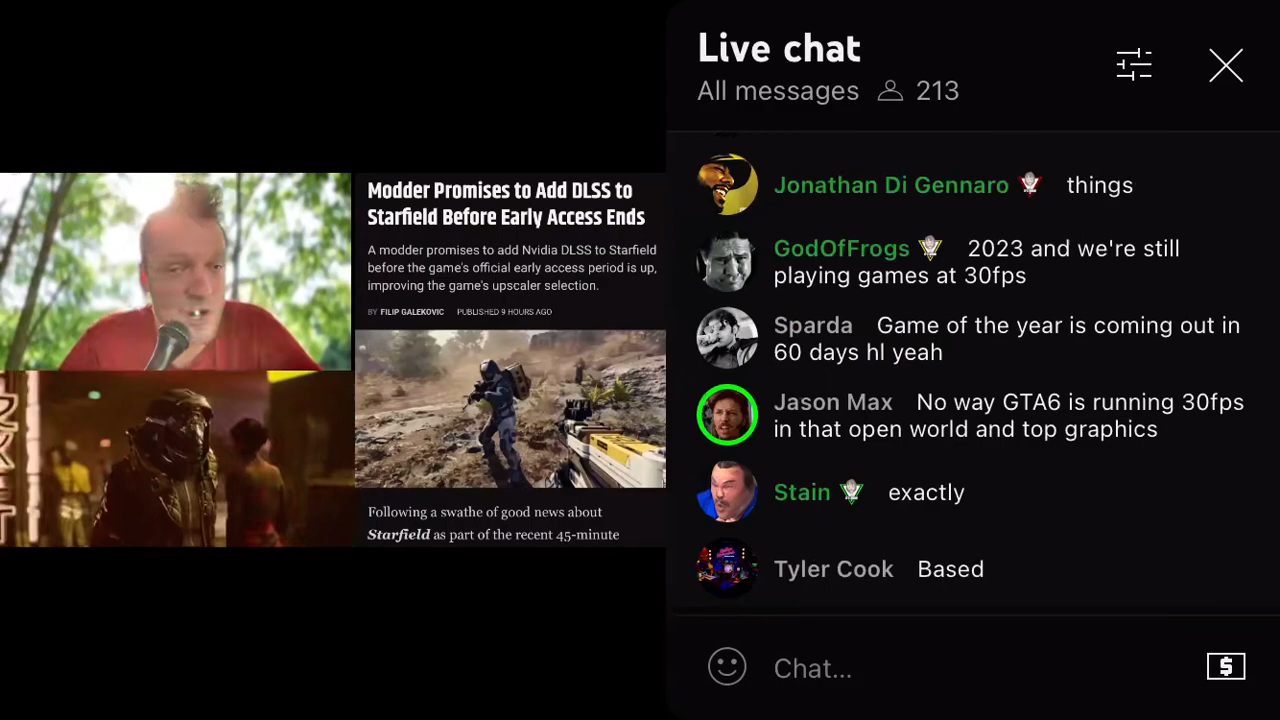 Modder Promises to Add DLSS to
Starfield Before Early Access Ends
A modder promises to add Nvidia DLSS to Starfield
before the game's official early access period is up,
improving the game's upscaler selection.
BY FILIP GALEKOVIC PUBLISHED 9 HOURS AGO
Following a swathe of good news about
Starfield as part of the recent 45-minute
Live chat
All messages 213
Jonathan Di Gennaro things
GodOfFrogs 2023 and we're still
playing games at 30fps
Sparda Game of the year is coming out in
60 days hl yeah
Jason Max No way GTA6 is running 30fps
in that open world and top graphics
Stain exactly
Tyler Cook Based
Chat...
$